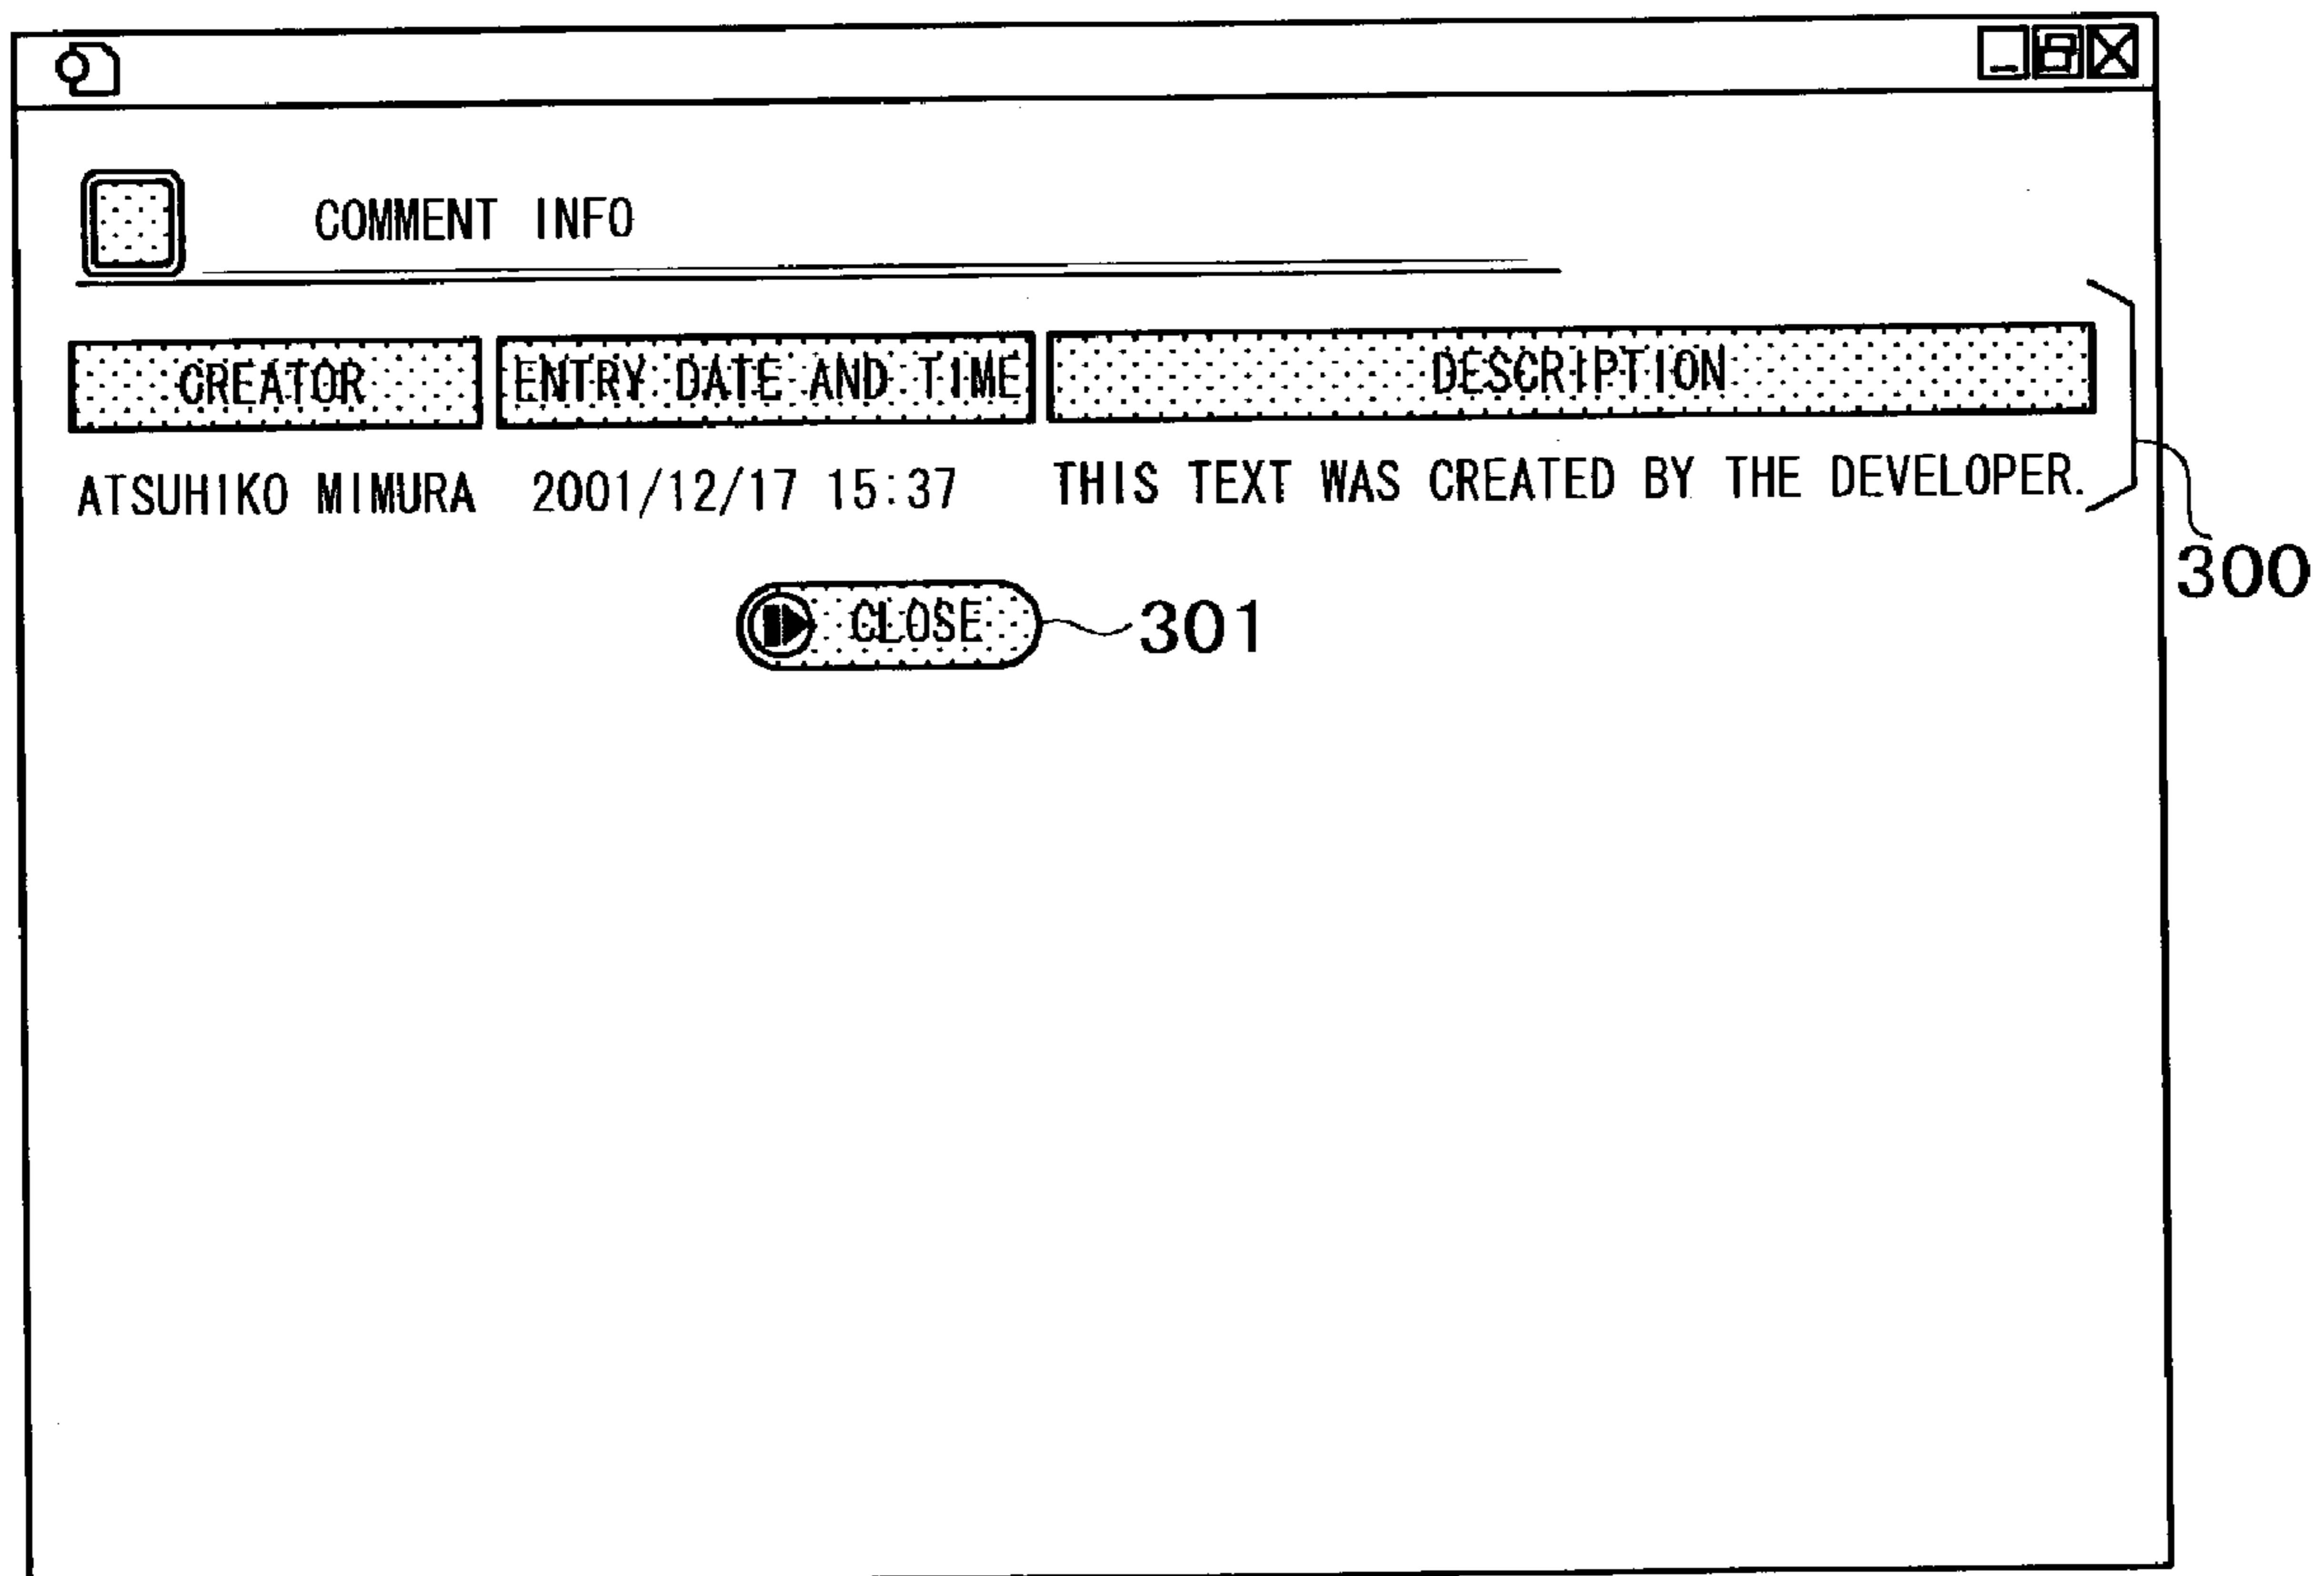 COMMENT INFO
CREATOR ENTRY DATE AND TIME DESCRIPTION
ATSUHIKO MIMURA 2001/12/17 15:37 THIS TEXT WAS CREATED BY THE DEVELOPER.
300
CLOSE 301